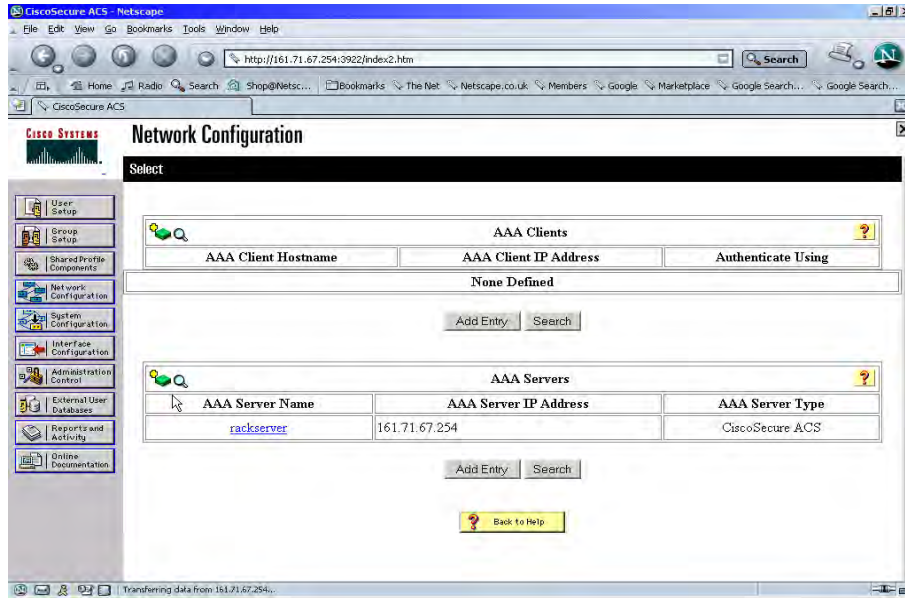 CiscoSecure ACS - Netscape
File Edit View Go Bookmarks Tools Window Help
http://161.71.67.254:3922/index2.htm
Search
N
Home Radio Search Shop@Netsc... Bookmarks The Net Netscape.co.uk Members Google Marketplace Google Search... Google Search...
CiscoSecure ACS
CISCO SYSTEMS
Network Configuration
Select
User Setup
Group Setup
Shared Profile Components
Network Configuration
System Configuration
Interface Configuration
Administration Control
External User Databases
Reports and Activity
Online Documentation
AAA Clients
?
AAA Client Hostname AAA Client IP Address Authenticate Using
None Defined
Add Entry Search
AAA Servers
?
AAA Server Name AAA Server IP Address AAA Server Type
rackserver 161.71.67.254 CiscoSecure ACS
Add Entry Search
? Back to Help
Transferring data from 161.71.67.254...